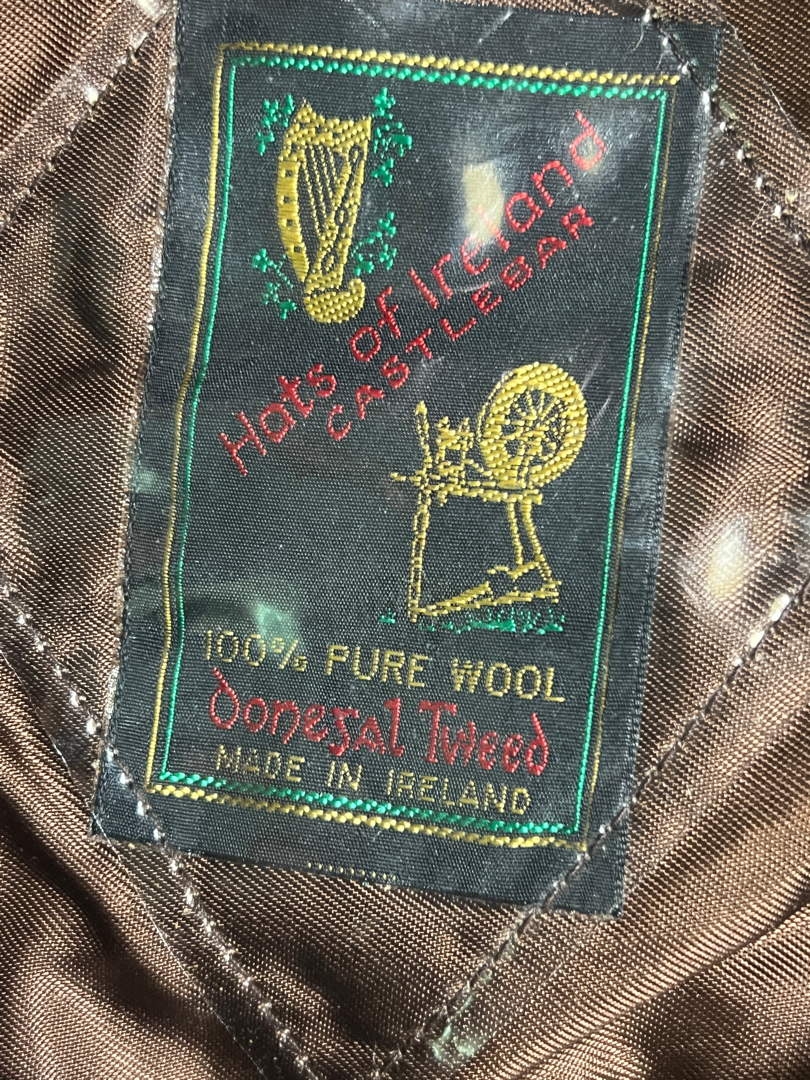 Hats of Ireland
CASTLEBAR
100% PURE WOOL
Donegal Tweed
MADE IN IRELAND